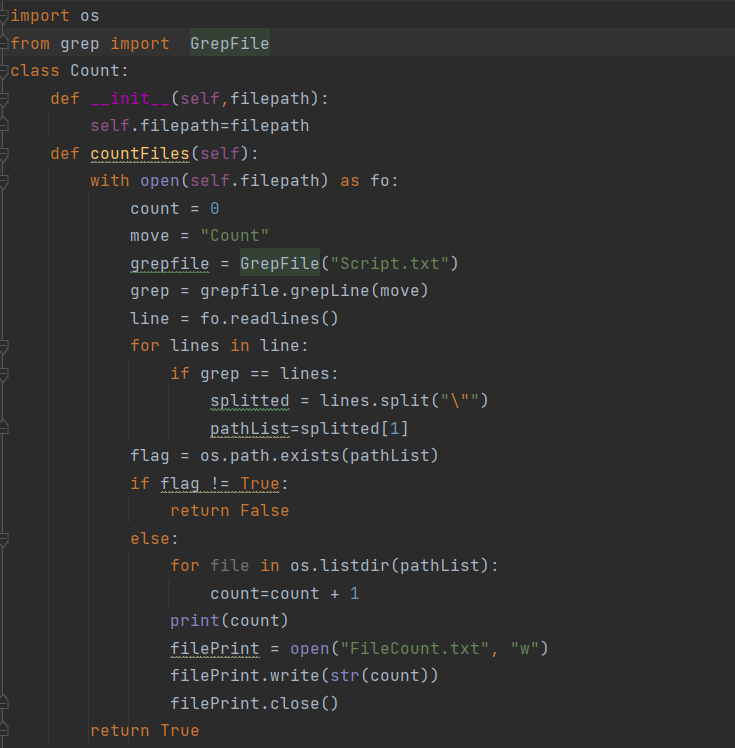 import os
from grep import  GrepFile
class Count:
    def __init__(self,filepath):
        self.filepath=filepath
    def countFiles(self):
        with open(self.filepath) as fo:
            count = 0
            move = "Count"
            grepfile = GrepFile("Script.txt")
            grep = grepfile.grepLine(move)
            line = fo.readlines()
            for lines in line:
                if grep == lines:
                    splitted = lines.split("\"")
                    pathList=splitted[1]
            flag = os.path.exists(pathList)
            if flag != True:
                return False
            else:
                for file in os.listdir(pathList):
                    count=count + 1
                print(count)
                filePrint = open("FileCount.txt", "w")
                filePrint.write(str(count))
                filePrint.close()
        return True